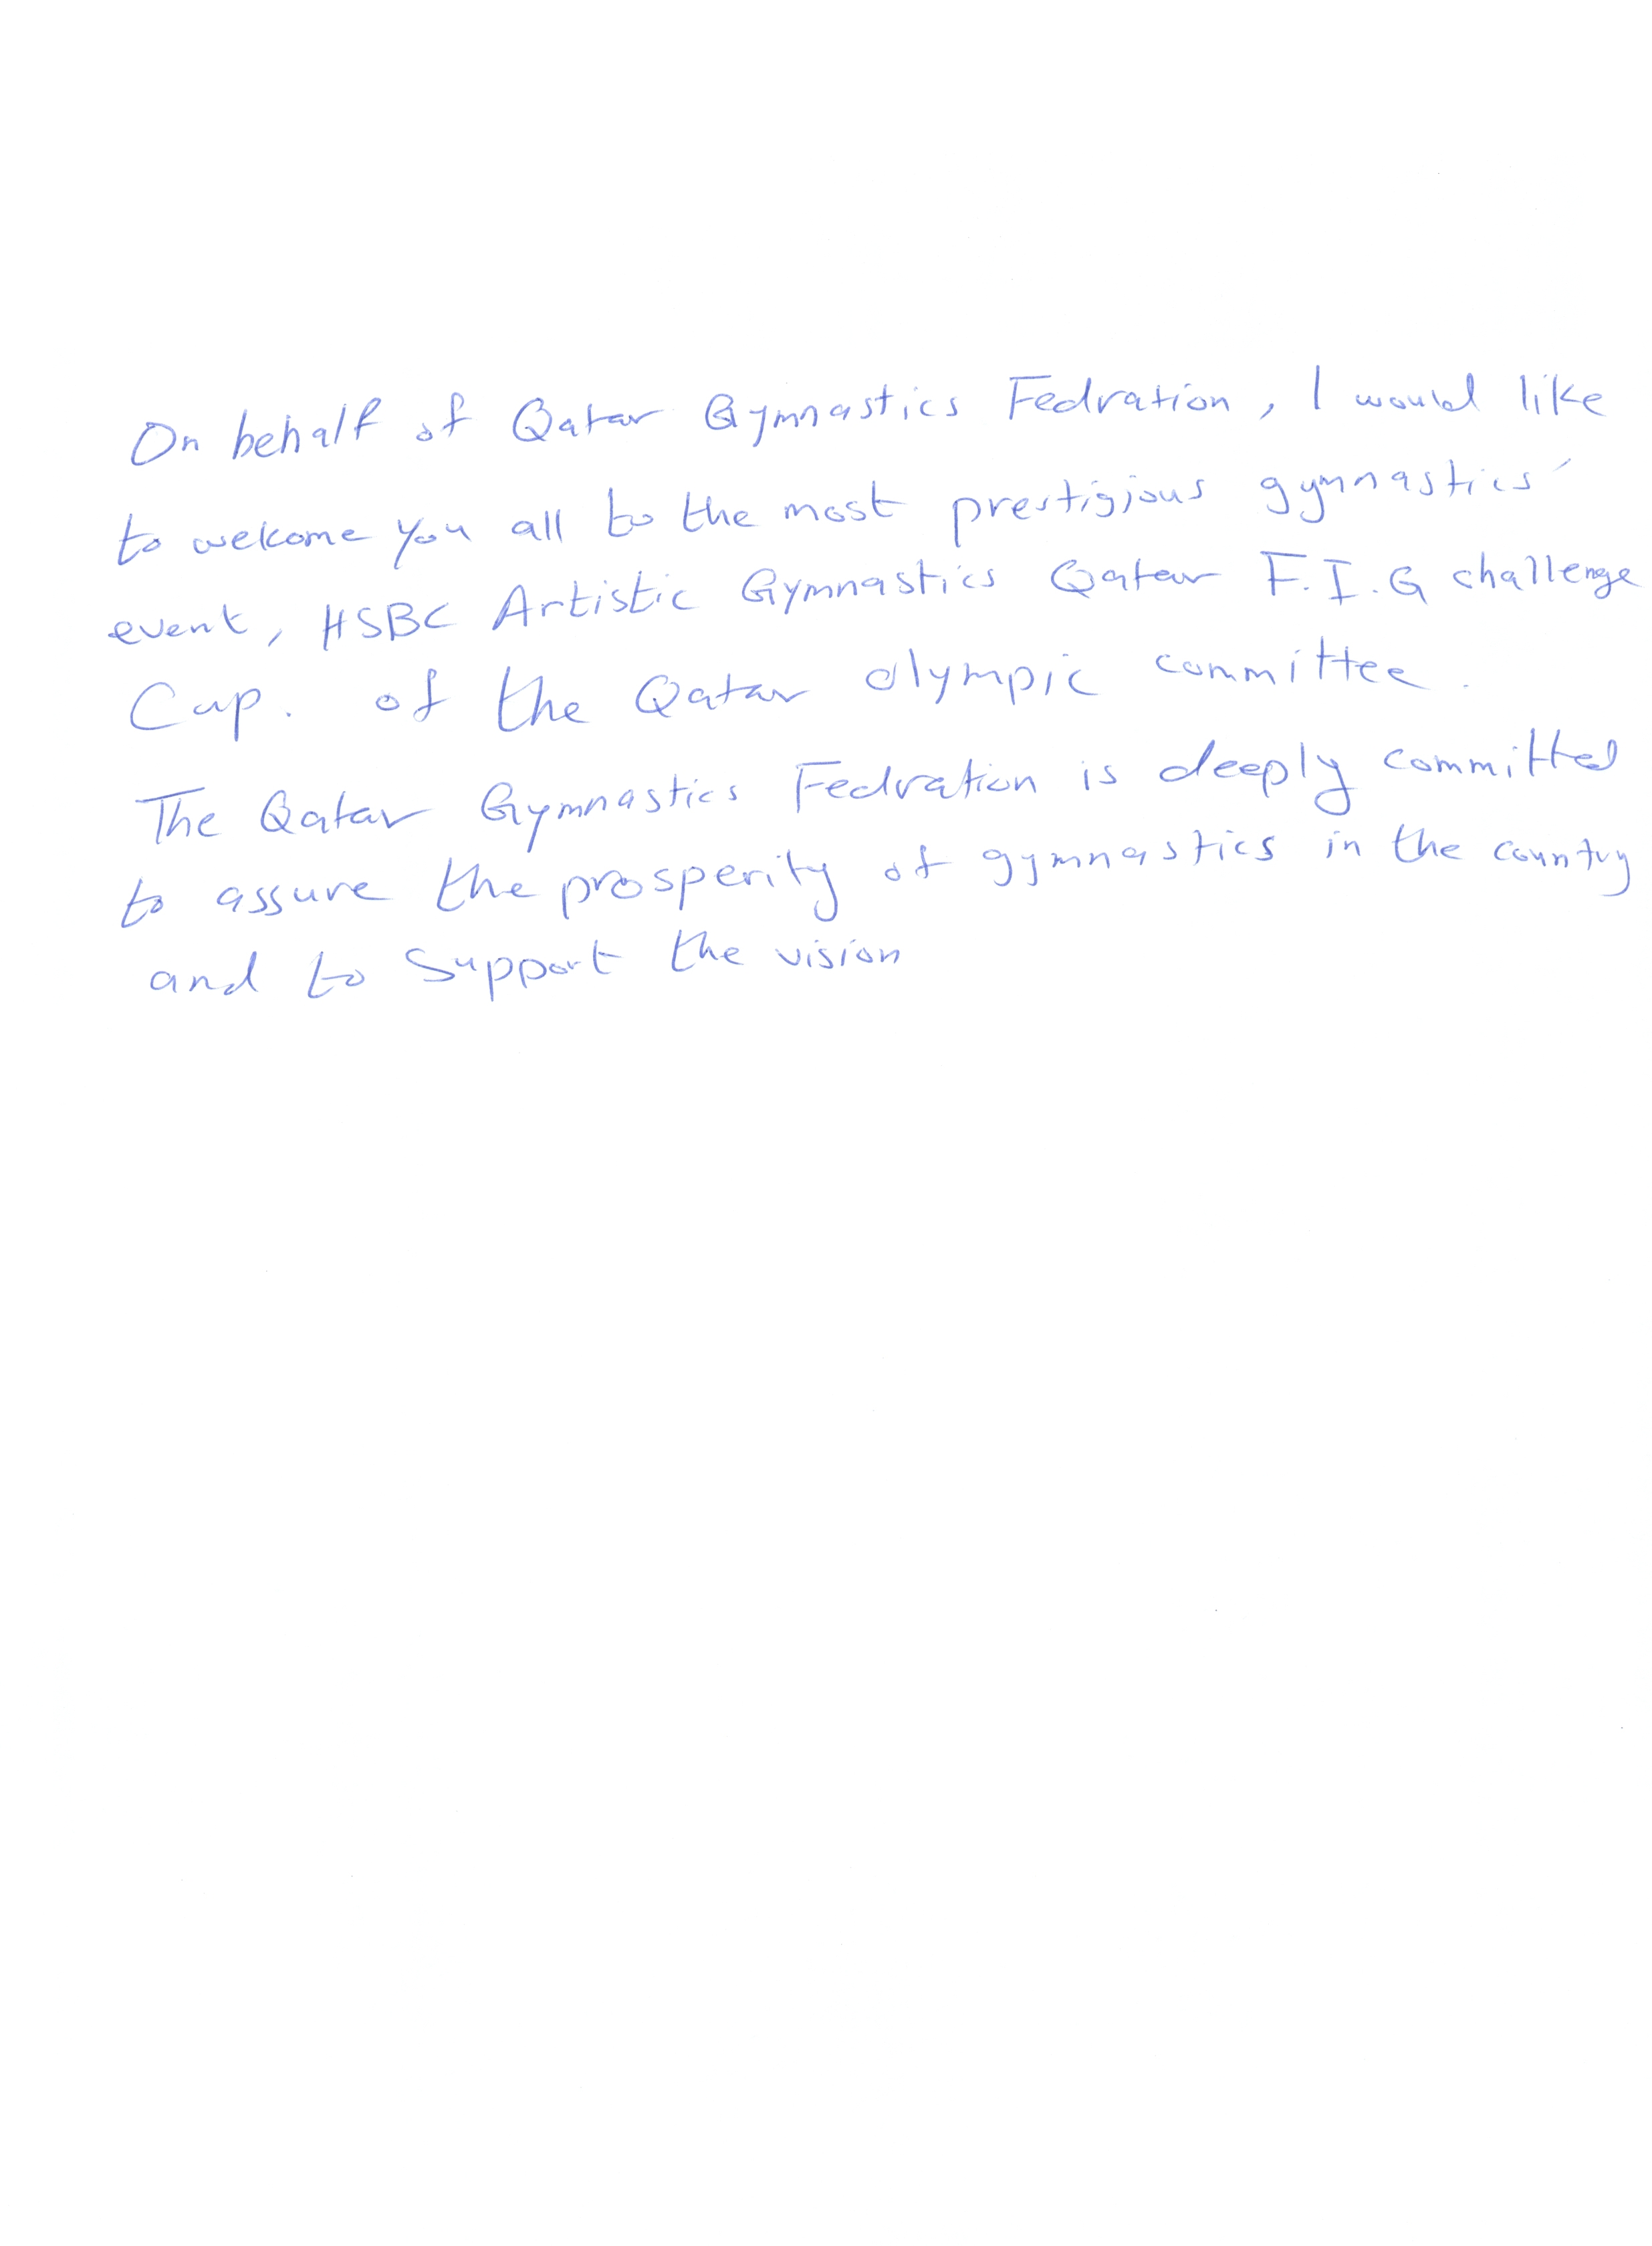 On behalf of Qatar Gymnastics Fedration, I would like
to welcome you all to the most prestigious gymnastics
event, HSBC Artistic Gymnastics Qatar F.I.G challenge
Cup. of the Qatar olympic committee.
The Qatar Gymnastics Fedration is deeply committed
to assure the prosperity of gymnastics in the country
and to support the vision